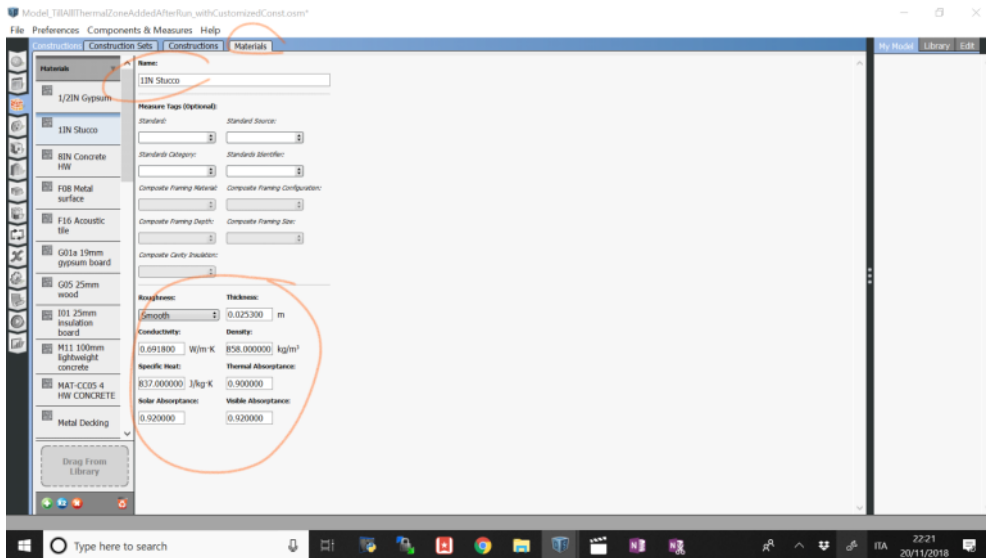 Model_TillAllThermalZoneAddedAfterRun_withCustomizedConst.osm*
File Preferences Components & Measures Help
Constructions Construction Sets Constructions Materials
My Model Library Edit
Materials
1/2IN Gypsum
1IN Stucco
8IN Concrete
HW
F08 Metal
surface
F16 Acoustic
tile
G01a 19mm
gypsum board
G05 25mm
wood
I01 25mm
insulation
board
M11 100mm
lightweight
concrete
MAT-CC05 4
HW CONCRETE
Metal Decking
Drag From
Library
Name:
1IN Stucco
Measure Tags (Optional):
Standard: Standard Source:
Standards Category: Standards Identifier:
Composite Framing Material: Composite Framing Configuration:
Composite Framing Depth: Composite Framing Size:
Composite Cavity Insulation:
Roughness: Thickness:
Smooth 0.025300 m
Conductivity: Density:
0.691800 W/m·K 858.000000 kg/m³
Specific Heat: Thermal Absorptance:
837.000000 J/kg·K 0.900000
Solar Absorptance: Visible Absorptance:
0.920000 0.920000
Type here to search
ITA
22:21
20/11/2018